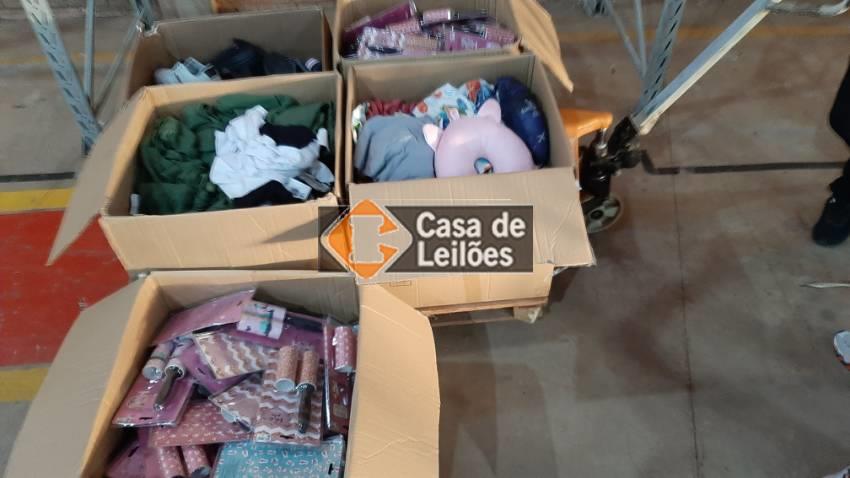 Casa de
Leilões